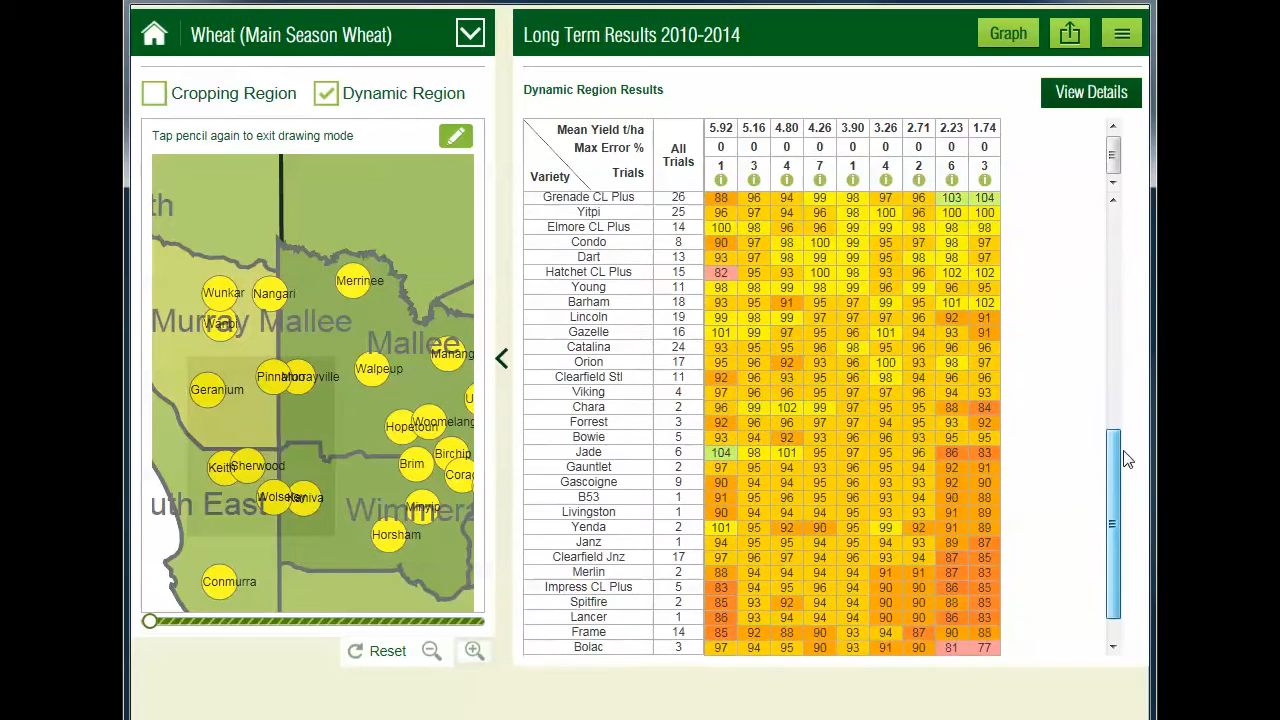 Wheat (Main Season Wheat)
Long Term Results 2010-2014
Graph
Cropping Region
Dynamic Region
Tap pencil again to exit drawing mode
Murray Mallee
Mallee
Wimmera
Wunkar
Nangari
Merrinee
Manang
Walpeup
Geranium
Pinnaroo
Murrayville
Hopetoun
Woomelang
Birchip
Brim
Keith
Sherwood
Wolseley
Kaniva
Minyip
Horsham
Conmurra
Reset
Dynamic Region Results
View Details
Mean Yield t/ha 5.92 5.16 4.80 4.26 3.90 3.26 2.71 2.23 1.74
Max Error % 0 0 0 0 0 0 0 0 0
Variety Trials All Trials 1 3 4 7 1 4 2 6 3
Grenade CL Plus 26 88 96 94 99 98 97 96 103 104
Yitpi 25 96 97 94 96 98 100 96 100 100
Elmore CL Plus 14 100 98 96 96 99 99 98 98 98
Condo 8 90 97 98 100 99 95 97 98 97
Dart 13 93 97 98 99 99 95 98 98 97
Hatchet CL Plus 15 82 95 93 100 98 93 96 102 102
Young 11 98 98 99 99 98 96 99 96 95
Barham 18 93 95 91 95 97 99 95 101 102
Lincoln 19 99 98 99 97 97 97 96 92 91
Gazelle 16 101 99 97 95 96 101 94 93 91
Catalina 24 93 95 95 96 98 95 96 96 96
Orion 17 95 96 92 93 96 100 93 98 97
Clearfield Stl 11 92 96 93 95 96 98 94 96 96
Viking 4 97 96 96 95 97 97 96 94 93
Chara 2 96 99 102 99 97 95 95 88 84
Forrest 3 92 96 96 97 97 94 95 93 92
Bowie 5 93 94 92 93 96 96 93 95 95
Jade 6 104 98 101 95 97 95 96 86 83
Gauntlet 2 97 95 94 93 96 95 94 92 91
Gascoigne 9 90 94 94 95 96 93 93 92 90
B53 1 91 95 96 95 96 93 94 90 88
Livingston 1 90 94 94 94 95 93 93 91 89
Yenda 2 101 95 92 90 95 99 92 91 89
Janz 1 94 95 95 94 95 93 93 89 87
Clearfield Jnz 17 97 96 97 94 96 93 94 87 85
Merlin 2 88 94 94 94 94 91 91 87 83
Impress CL Plus 5 83 94 95 96 94 90 90 86 85
Spitfire 2 85 93 92 94 94 90 90 88 85
Lancer 1 86 93 94 94 94 90 90 86 83
Frame 14 85 92 88 90 93 94 87 90 88
Bolac 3 97 94 95 90 93 91 90 81 77